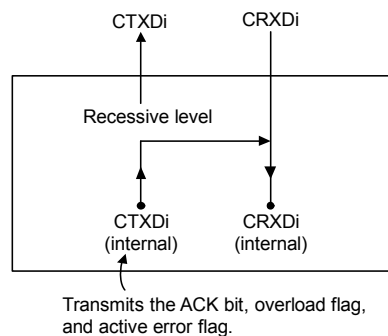 CTXDi CRXDi
Recessive level
CTXDi CRXDi
(internal) (internal)
Transmits the ACK bit, overload flag,
and active error flag.